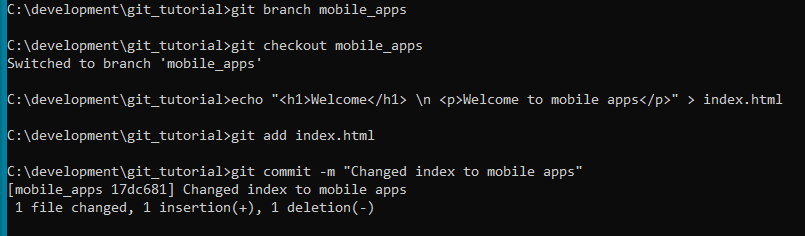 C:\development\git_tutorial>git branch mobile_apps
C:\development\git_tutorial>git checkout mobile_apps
Switched to branch 'mobile_apps'
C:\development\git_tutorial>echo "<h1>Welcome</h1> \n <p>Welcome to mobile apps</p>" > index.html
C:\development\git_tutorial>git add index.html
C:\development\git_tutorial>git commit -m "Changed index to mobile apps"
[mobile_apps 17dc681] Changed index to mobile apps
 1 file changed, 1 insertion(+), 1 deletion(-)